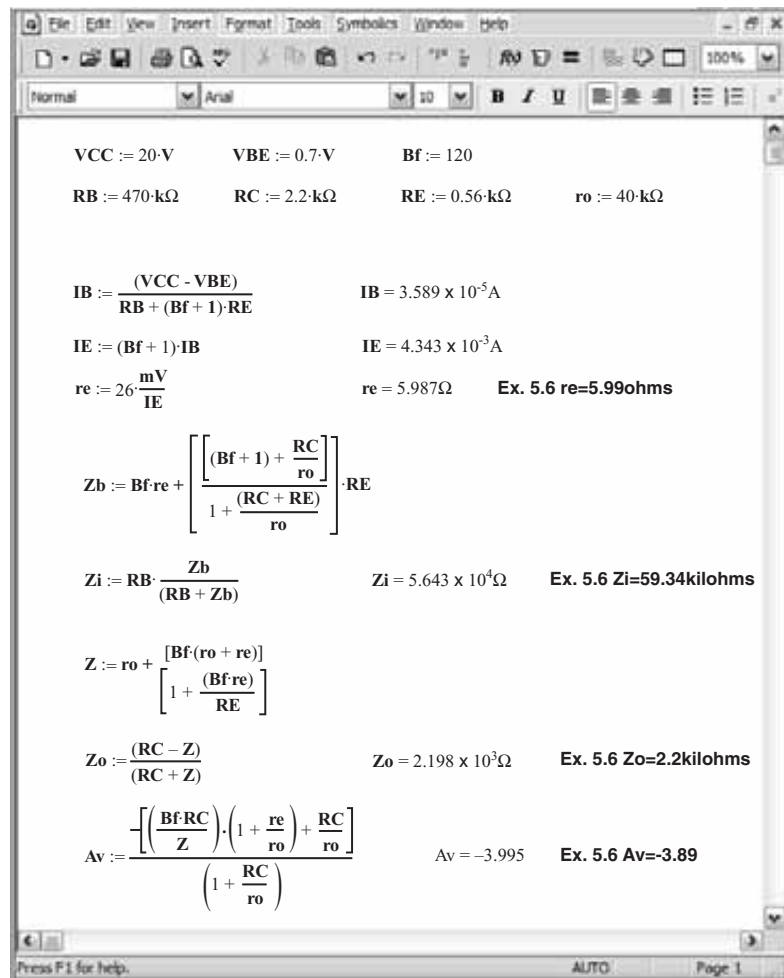 File Edit View Insert Format Tools Symbolics Window Help
100%
Normal Arial 10 B I U
VCC := 20·V VBE := 0.7·V Bf := 120
RB := 470·kΩ RC := 2.2·kΩ RE := 0.56·kΩ ro := 40·kΩ
IB := (VCC - VBE) / RB + (Bf + 1)·RE IB = 3.589 x 10^-5 A
IE := (Bf + 1)·IB IE = 4.343 x 10^-3 A
re := 26·mV / IE re = 5.987Ω Ex. 5.6 re=5.99ohms
Zb := Bf·re + [[(Bf + 1) + RC / ro] / 1 + (RC + RE) / ro]·RE
Zi := RB·Zb / (RB + Zb) Zi = 5.643 x 10^4 Ω Ex. 5.6 Zi=59.34kilohms
Z := ro + [Bf·(ro + re)] / [1 + (Bf·re) / RE]
Zo := (RC – Z) / (RC + Z) Zo = 2.198 x 10^3 Ω Ex. 5.6 Zo=2.2kilohms
Av := –[(Bf·RC / Z)·(1 + re / ro) + RC / ro] / (1 + RC / ro) Av = –3.995 Ex. 5.6 Av=-3.89
Press F1 for help. AUTO Page 1